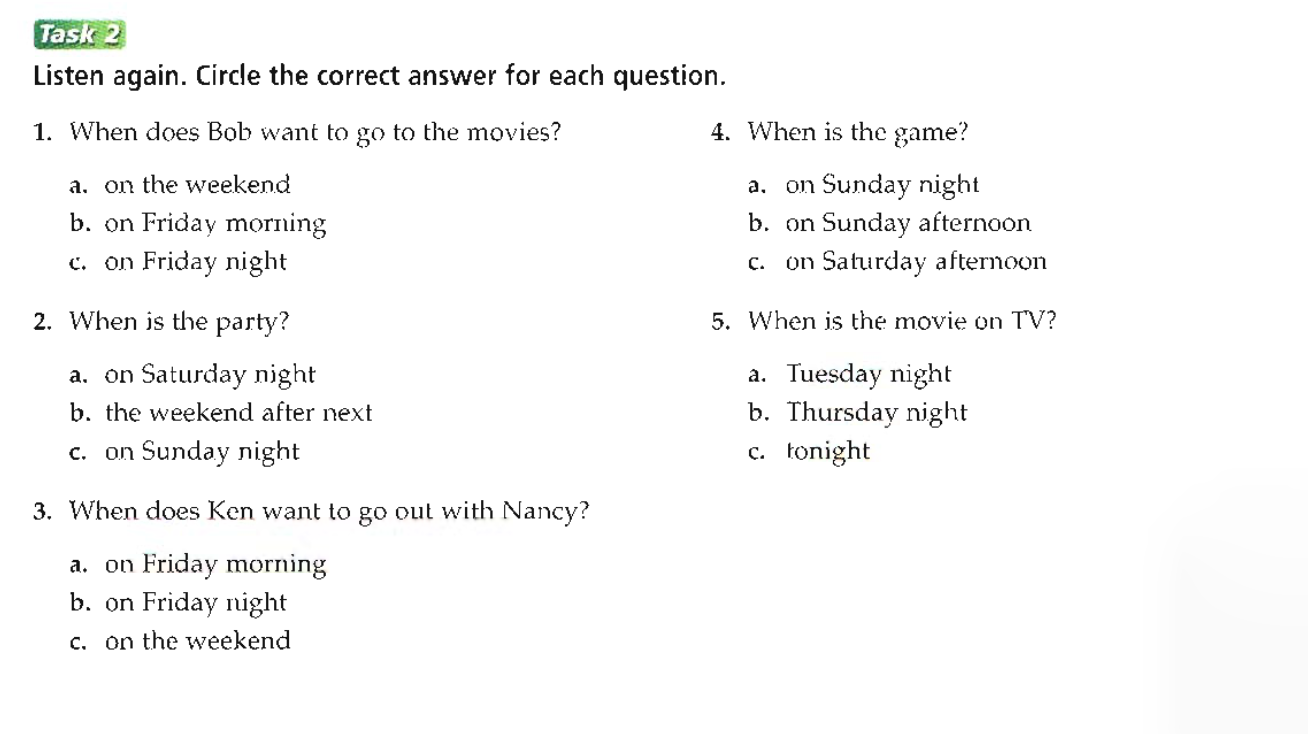 Task 2
Listen again. Circle the correct answer for each question.
1. When does Bob want to go to the movies?
a. on the weekend
b. on Friday morning
c. on Friday night
2. When is the party?
a. on Saturday night
b. the weekend after next
c. on Sunday night
3. When does Ken want to go out with Nancy?
a. on Friday morning
b. on Friday night
c. on the weekend
4. When is the game?
a. on Sunday night
b. on Sunday afternoon
c. on Saturday afternoon
5. When is the movie on TV?
a. Tuesday night
b. Thursday night
c. tonight